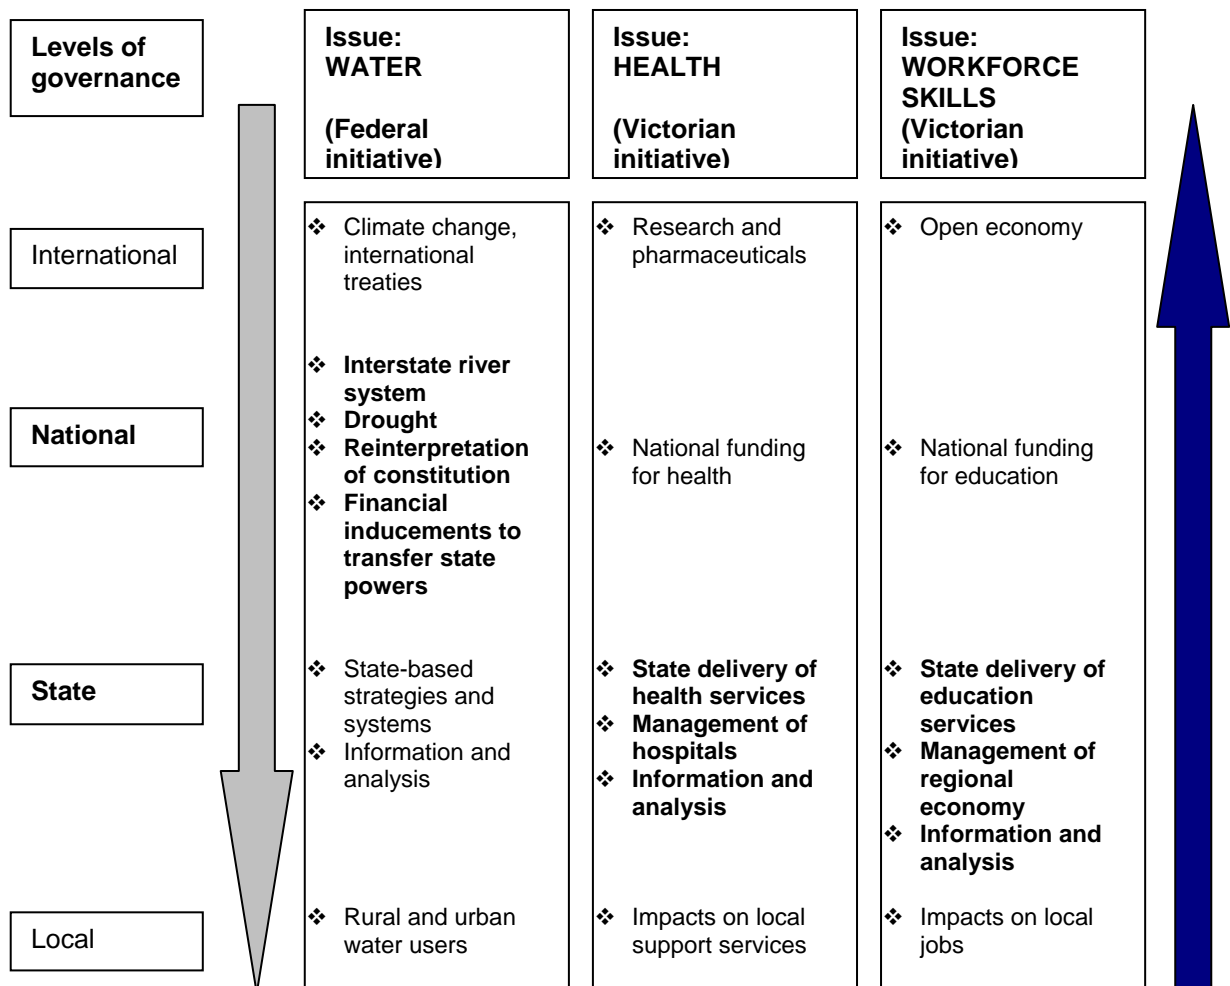 Levels of
governance
Issue:
WATER
(Federal
initiative)
Issue:
HEALTH
(Victorian
initiative)
Issue:
WORKFORCE
SKILLS
(Victorian
initiative)
International
❖ Climate change,
international
treaties
❖ Research and
pharmaceuticals
❖ Open economy
National
❖ Interstate river
system
❖ Drought
❖ Reinterpretation
of constitution
❖ Financial
inducements to
transfer state
powers
❖ National funding
for health
❖ National funding
for education
State
❖ State-based
strategies and
systems
❖ Information and
analysis
❖ State delivery of
health services
❖ Management of
hospitals
❖ Information and
analysis
❖ State delivery of
education
services
❖ Management of
regional
economy
❖ Information and
analysis
Local
❖ Rural and urban
water users
❖ Impacts on local
support services
❖ Impacts on local
jobs